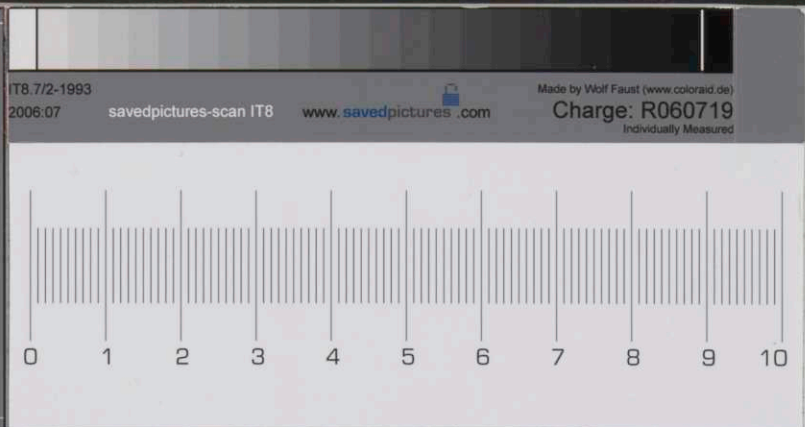 IT8.7/2-1993
Made by Wolf Faust (www.coloraid.de)
2006:07 savedpictures-scan IT8 www.savedpictures.com Charge: R060719
Individually Measured
0 1 2 3 4 5 6 7 8 9 10